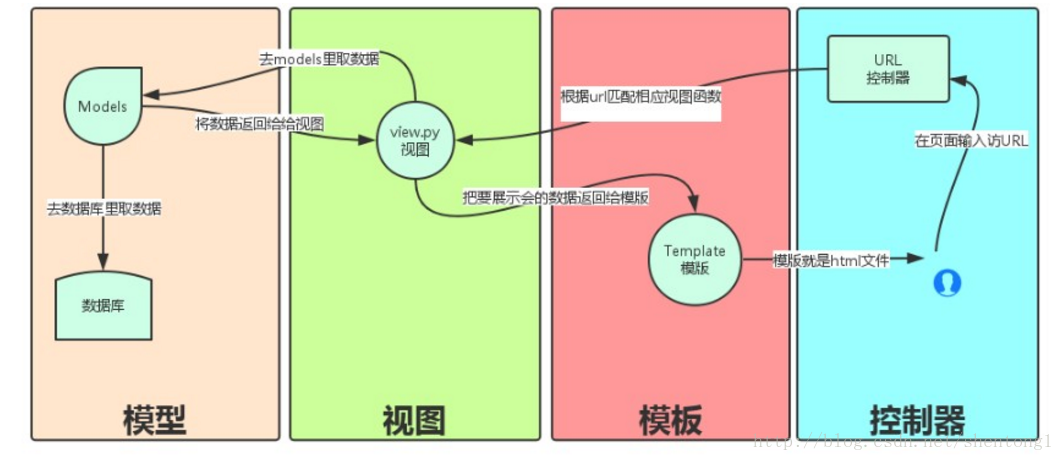 去models里取数据
URL
控制器
Models
根据url匹配相应视图函数
将数据返回给给视图
view.py
视图
在页面输入访URL
把要展示会的数据返回给模版
去数据库里取数据
Template
模版
模版就是html文件
数据库
模型
视图
模板
控制器
http://blog.csdn.net/shentong1